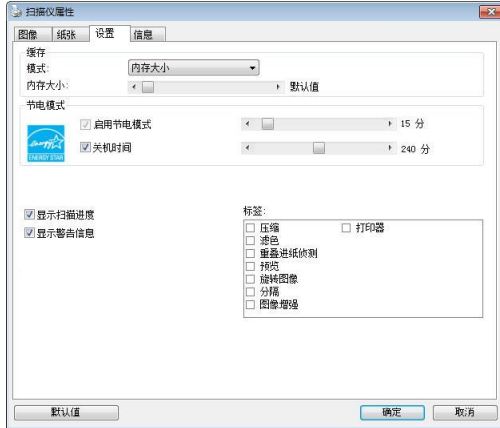 扫描仪属性
图像 纸张 设置 信息
缓存
模式: 内存大小
内存大小: 默认值
节电模式
启用节电模式 15 分
关机时间 240 分
ENERGY STAR
显示扫描进度
显示警告信息
标签:
压缩 打印器
滤色
重叠进纸侦测
预览
旋转图像
分隔
图像增强
默认值 确定 取消